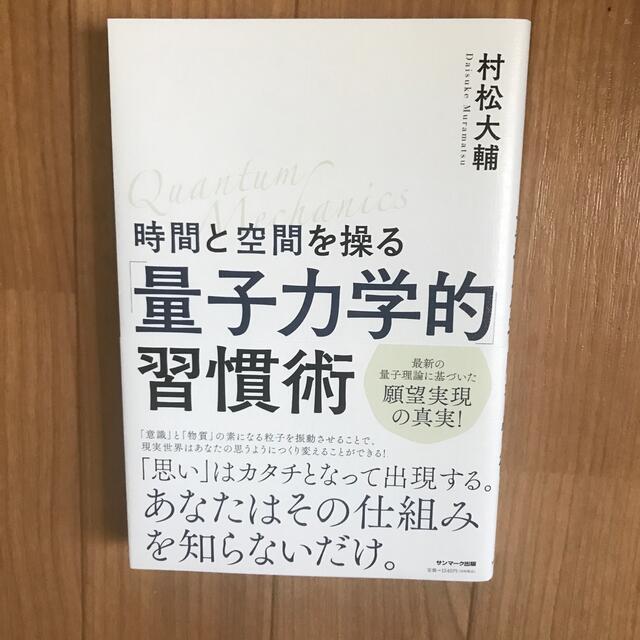 村松大輔
Daisuke Muramatsu
Quantum
Mechanics
時間と空間を操る
「量子力学的」
習慣術
最新の
量子理論に基づいた
願望実現
の真実!
「意識」と「物質」の素になる粒子を振動させることで、
現実世界はあなたの思うようにつくり変えることができる!
「思い」はカタチとなって出現する。
あなたはその仕組み
を知らないだけ。
サンマーク出版